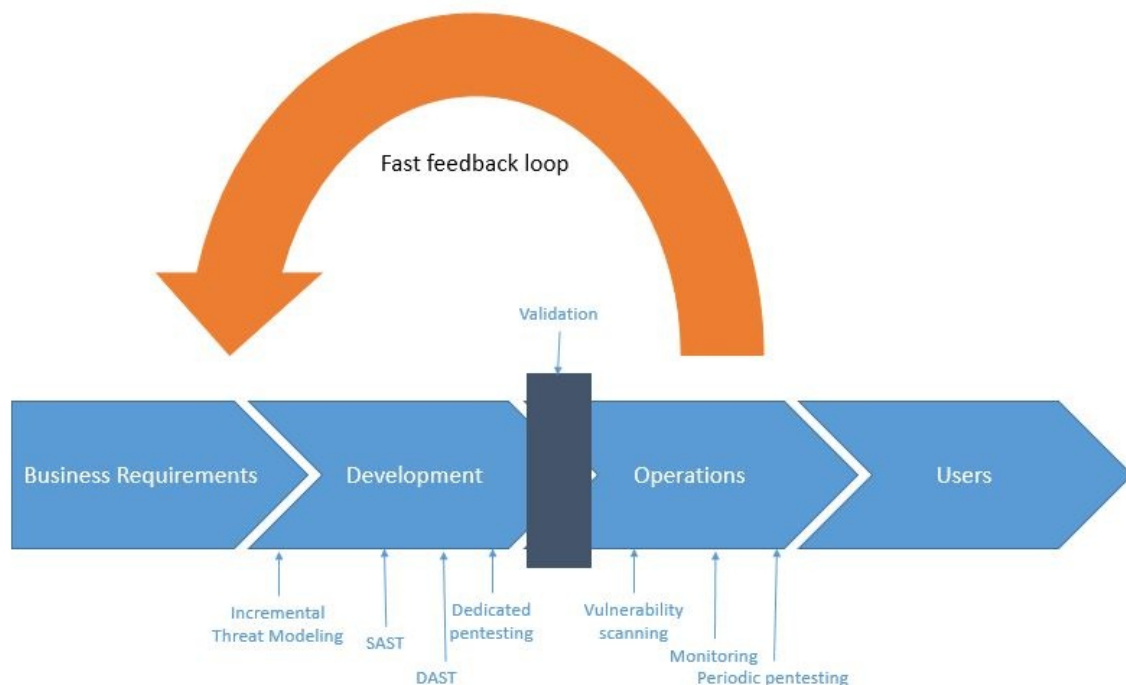 Fast feedback loop
Validation
Business Requirements
Development
Operations
Users
Incremental
Threat Modeling
SAST
DAST
Dedicated
pentesting
Vulnerability
scanning
Monitoring
Periodic pentesting